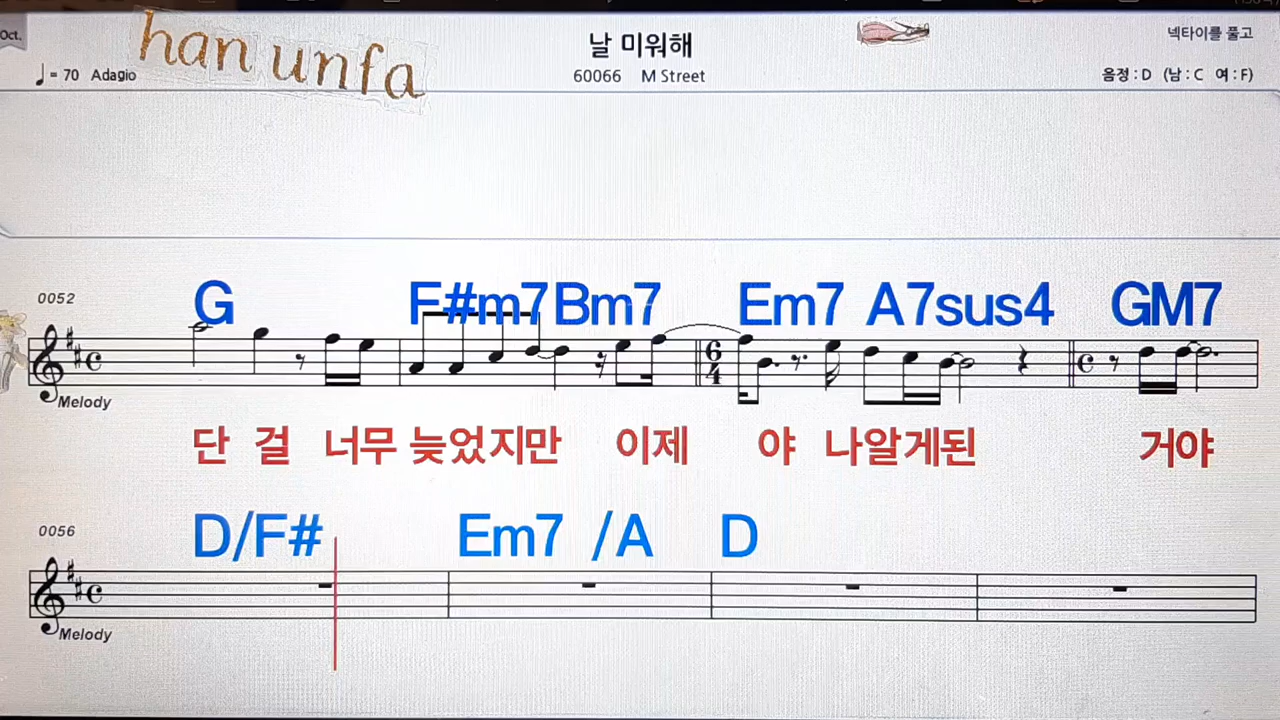 Oct.
han unfa
날 미워해
넥타이를 풀고
♩= 70 Adagio
60066 M Street
음정 : D (남 : C 여 : F)
0052
G F#m7 Bm7 Em7 A7sus4 GM7
6
4
Melody
단 걸 너무 늦었지만 이제 야 나알게된 거야
0056
D/F# Em7 /A D
Melody